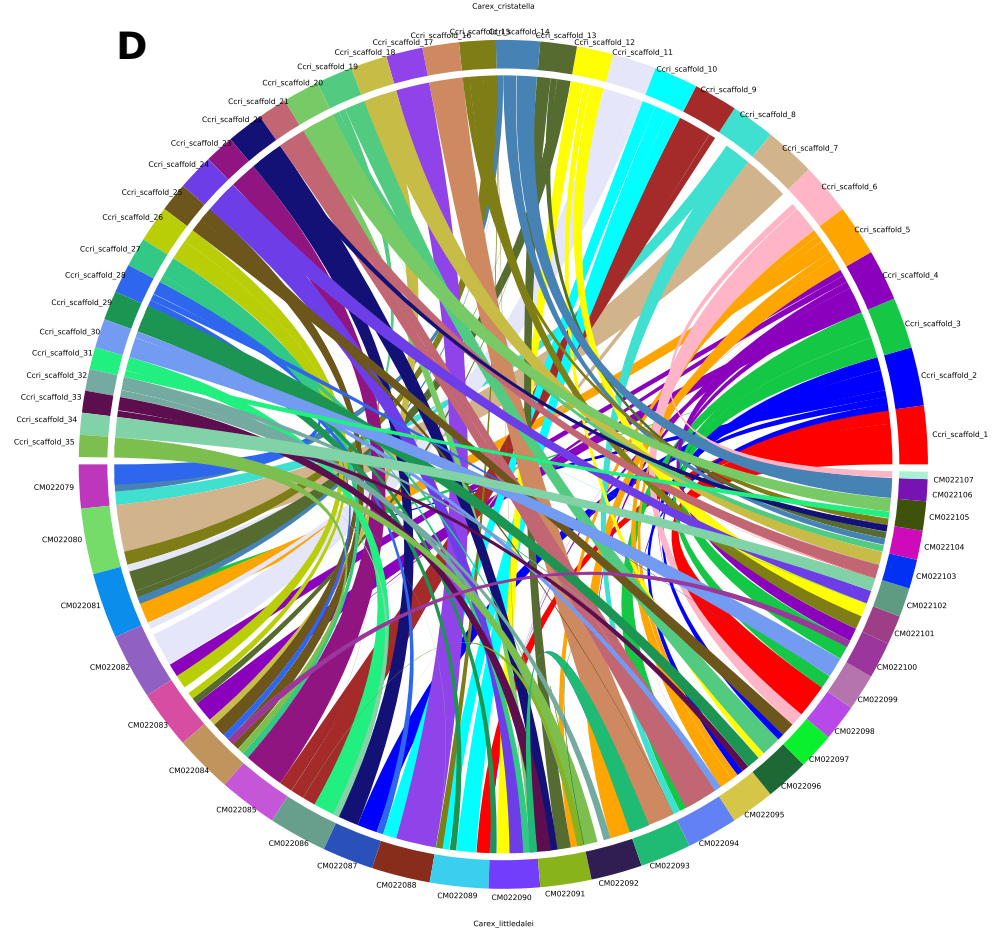 Carex_cristatella
D
Ccri_scaffold_1
Ccri_scaffold_2
Ccri_scaffold_3
Ccri_scaffold_4
Ccri_scaffold_5
Ccri_scaffold_6
Ccri_scaffold_7
Ccri_scaffold_8
Ccri_scaffold_9
Ccri_scaffold_10
Ccri_scaffold_11
Ccri_scaffold_12
Ccri_scaffold_13
Ccri_scaffold_14
Ccri_scaffold_15
Ccri_scaffold_16
Ccri_scaffold_17
Ccri_scaffold_18
Ccri_scaffold_19
Ccri_scaffold_20
Ccri_scaffold_21
Ccri_scaffold_22
Ccri_scaffold_23
Ccri_scaffold_24
Ccri_scaffold_25
Ccri_scaffold_26
Ccri_scaffold_27
Ccri_scaffold_28
Ccri_scaffold_29
Ccri_scaffold_30
Ccri_scaffold_31
Ccri_scaffold_32
Ccri_scaffold_33
Ccri_scaffold_34
Ccri_scaffold_35
CM022079
CM022080
CM022081
CM022082
CM022083
CM022084
CM022085
CM022086
CM022087
CM022088
CM022089
CM022090
CM022091
CM022092
CM022093
CM022094
CM022095
CM022096
CM022097
CM022098
CM022099
CM022100
CM022101
CM022102
CM022103
CM022104
CM022105
CM022106
CM022107
Carex_littledalei